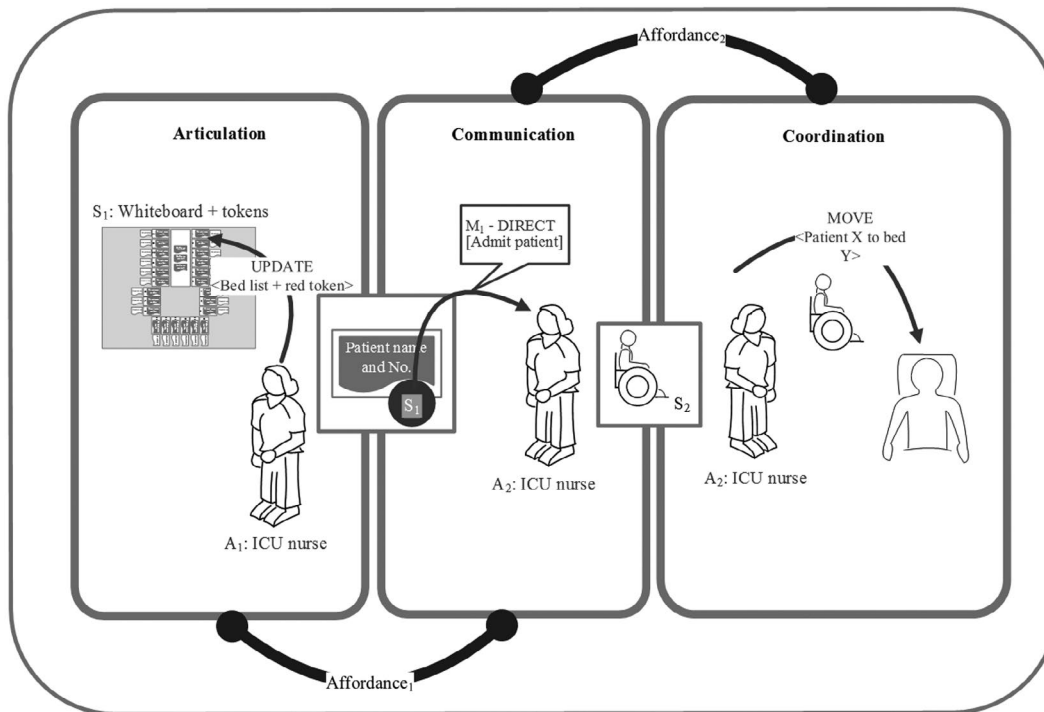 Affordance₂
Articulation
Communication
Coordination
S₁: Whiteboard + tokens
UPDATE
<Bed list + red token>
A₁: ICU nurse
Patient name
and No.
S₁
M₁ - DIRECT
[Admit patient]
A₂: ICU nurse
S₂
MOVE
<Patient X to bed
Y>
A₂: ICU nurse
Affordance₁